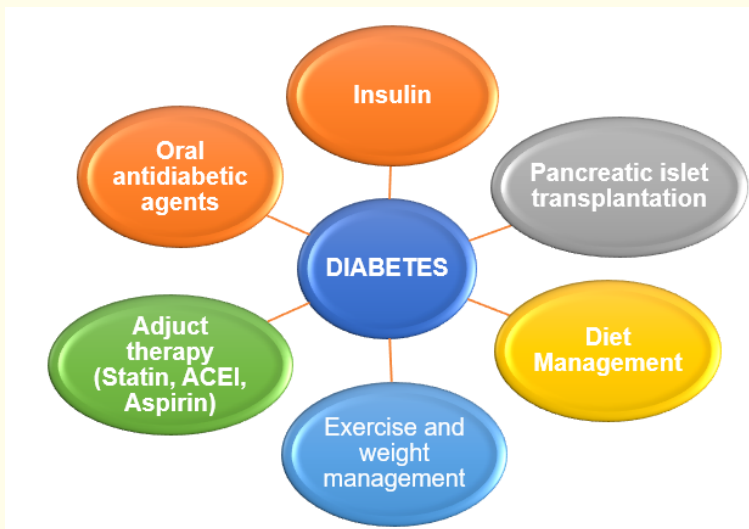 Insulin
Oral
antidiabetic
agents
Pancreatic islet
transplantation
DIABETES
Adjuct
therapy
(Statin, ACEI,
Aspirin)
Diet
Management
Exercise and
weight
management